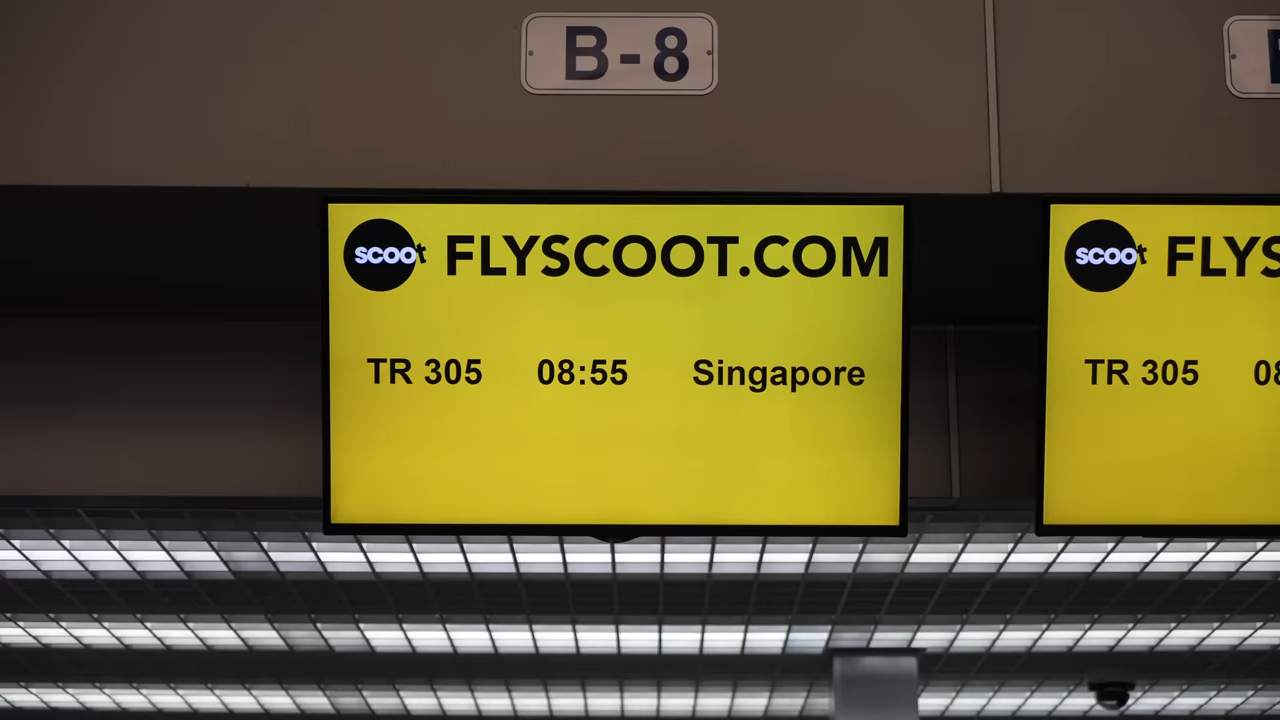 B-8
scoot FLYSCOOT.COM
TR 305 08:55 Singapore
scoot FLYS
TR 305 08